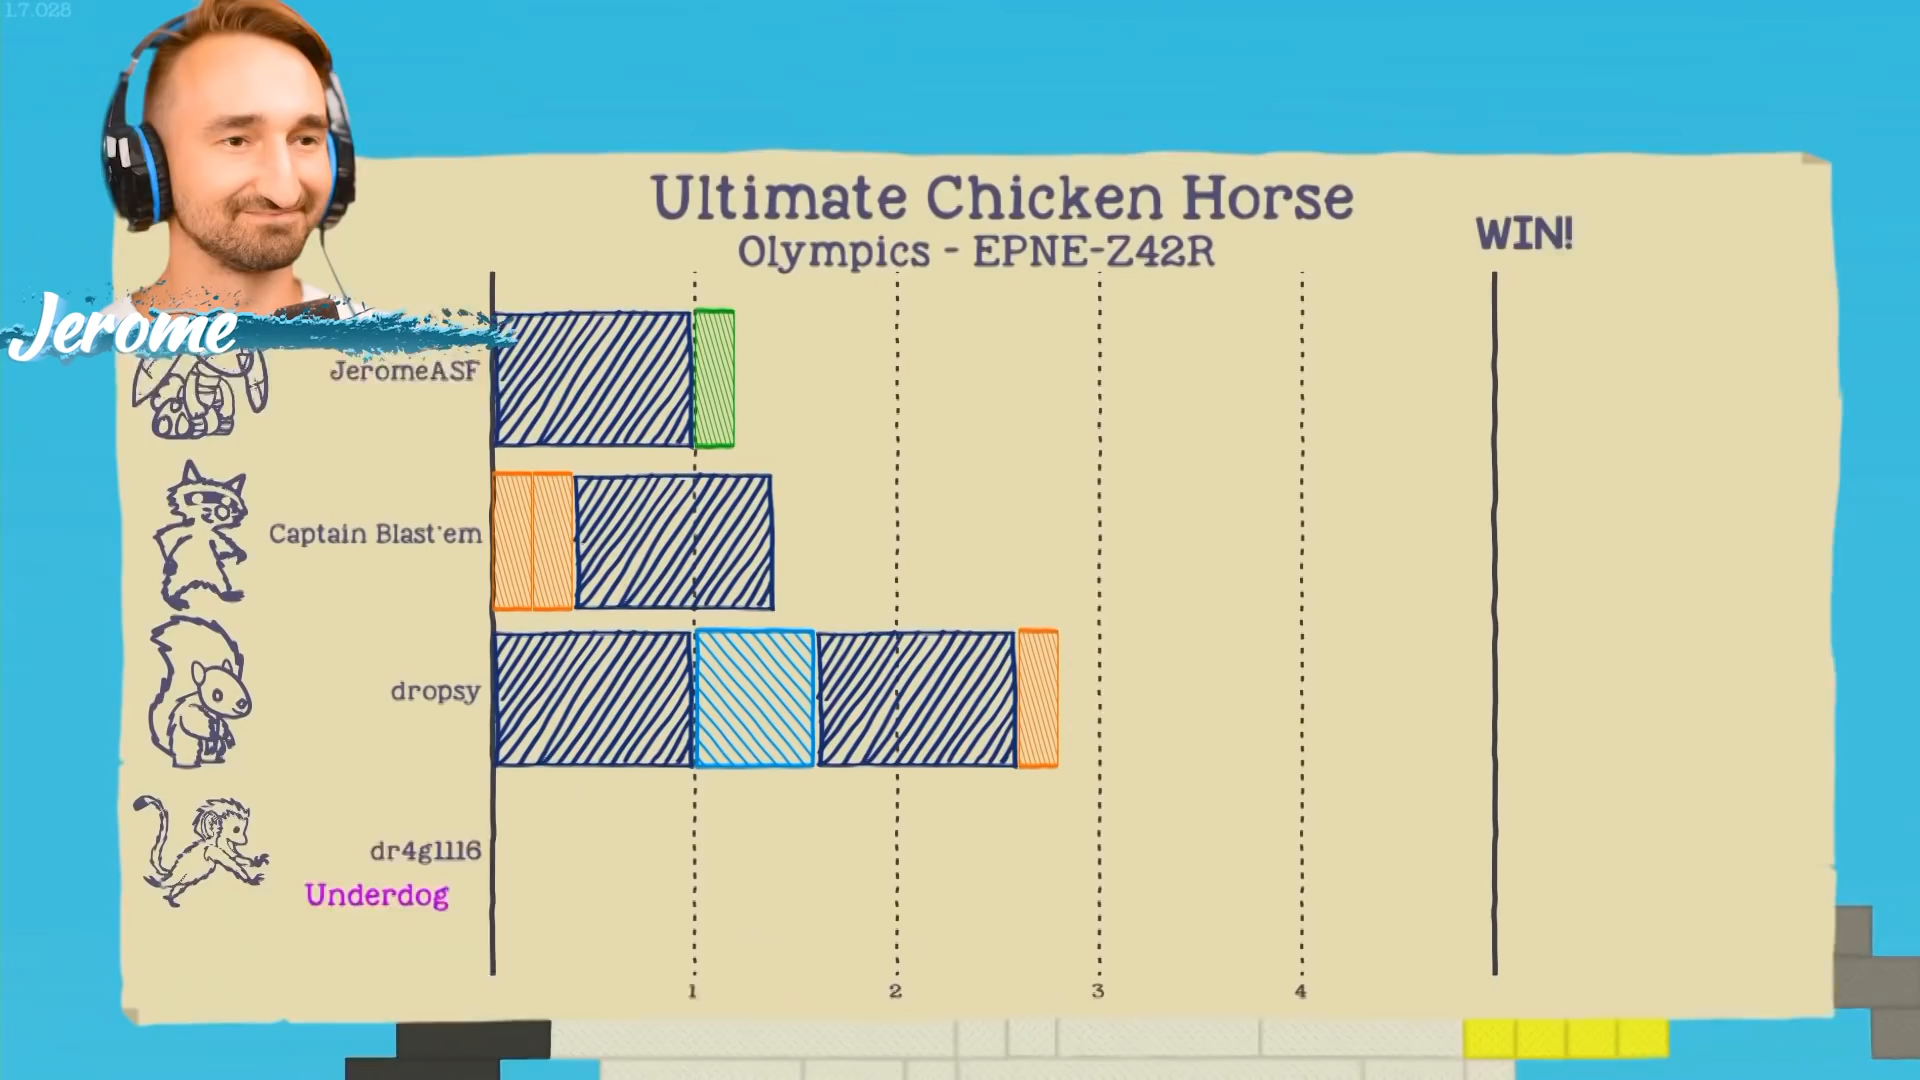 1.7.028
Ultimate Chicken Horse
Olympics - EPNE-Z42R
WIN!
Jerome
JeromeASF
Captain Blast'em
dropsy
dr4g1116
Underdog
1 2 3 4